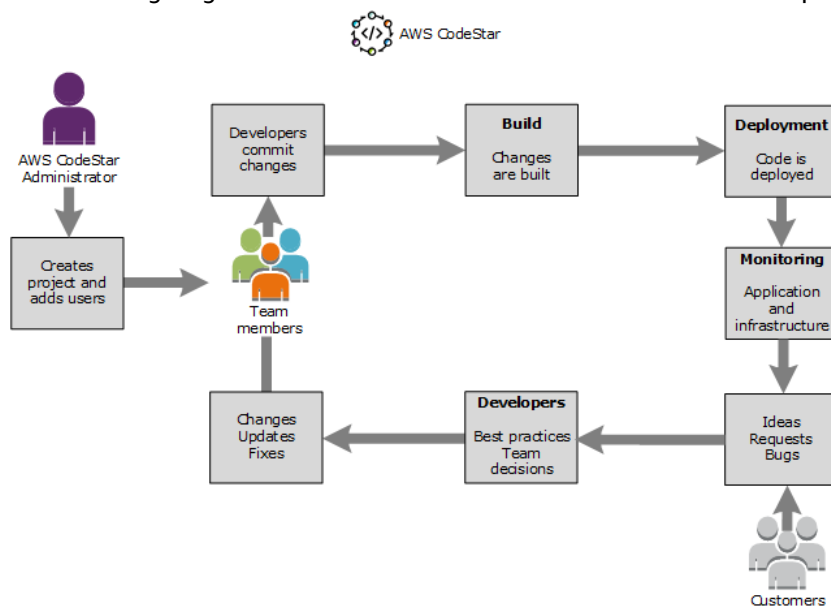 AWS CodeStar
AWS CodeStar
Administrator
Creates
project and
adds users
Developers
commit
changes
Build
Changes
are built
Deployment
Code is
deployed
Monitoring
Application
and
infrastructure
Team
members
Changes
Updates
Fixes
Developers
Best practices
Team
decisions
Ideas
Requests
Bugs
Customers